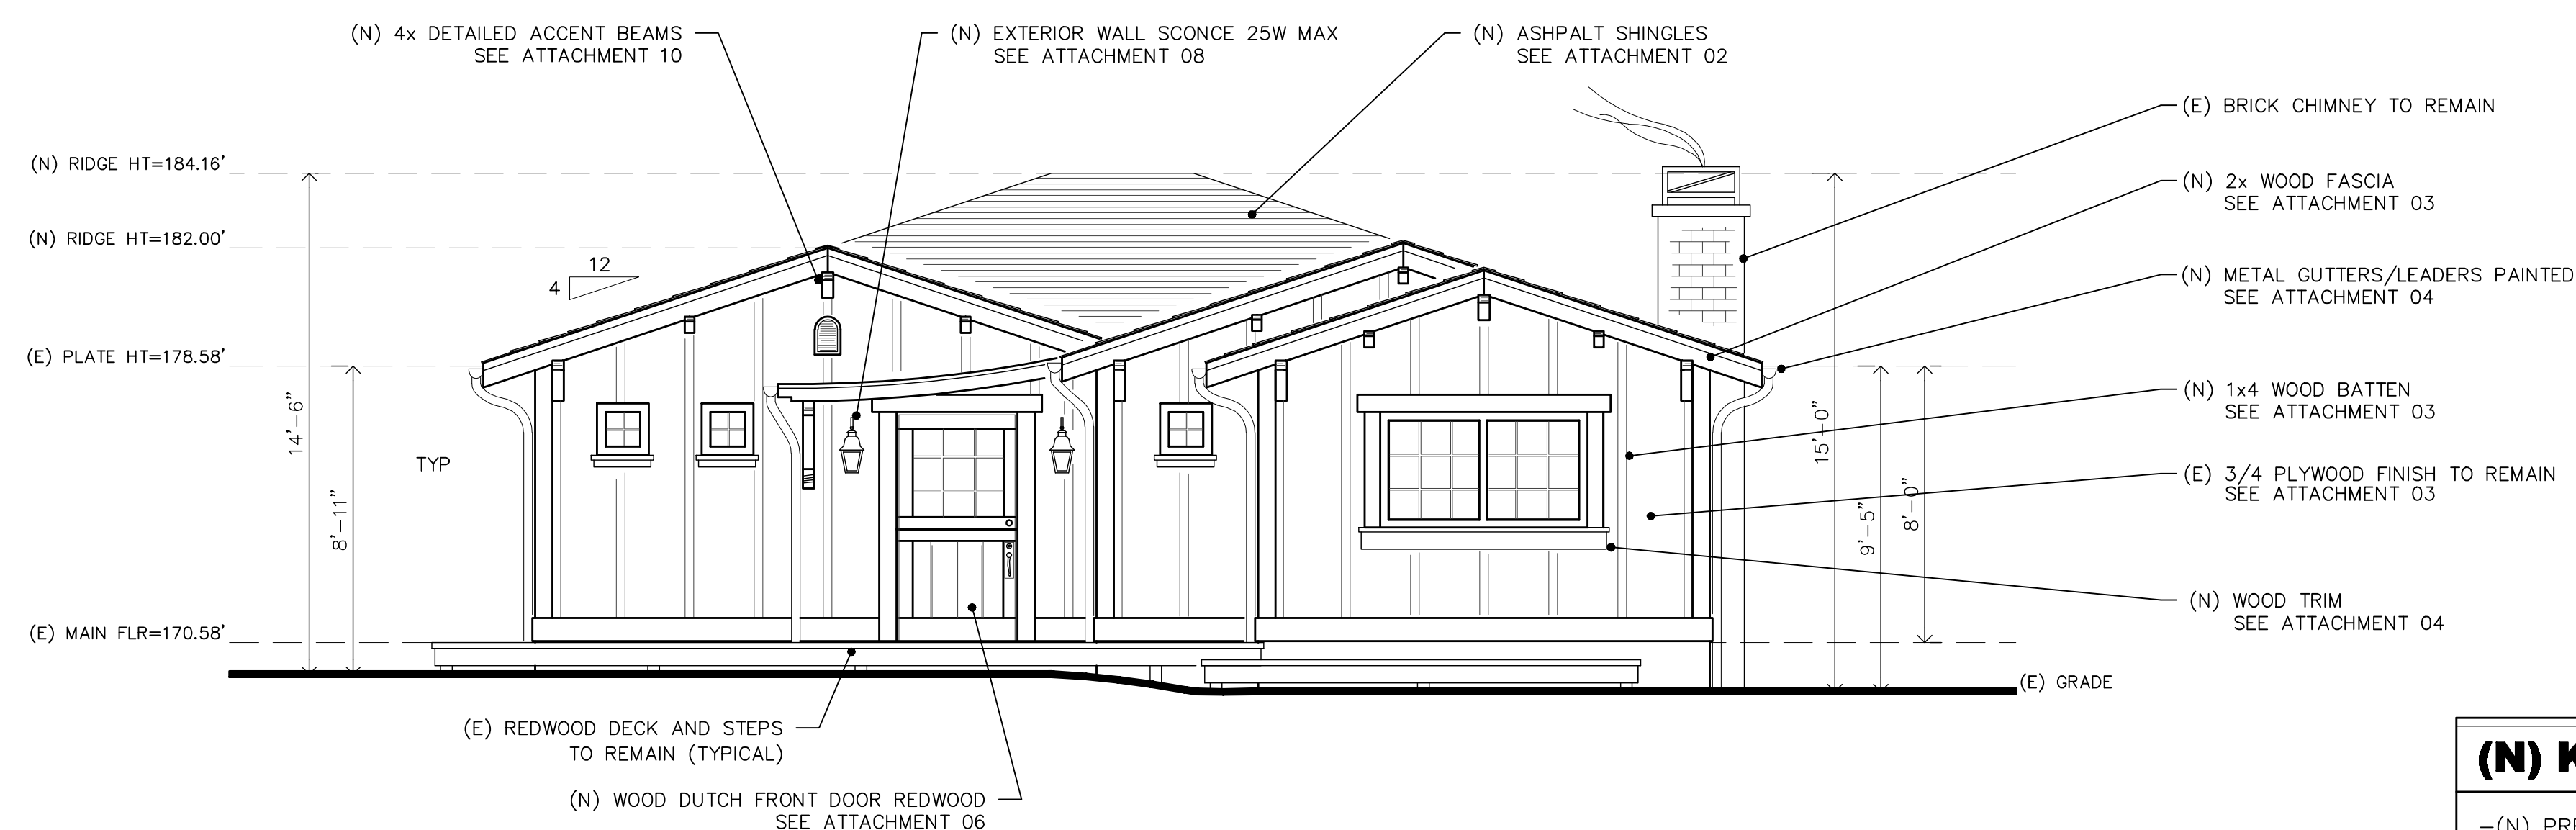 (N) 4x DETAILED ACCENT BEAMS
SEE ATTACHMENT 10
(N) EXTERIOR WALL SCONCE 25W MAX
SEE ATTACHMENT 08
(N) ASHPALT SHINGLES
SEE ATTACHMENT 02
(E) BRICK CHIMNEY TO REMAIN
(N) 2x WOOD FASCIA
SEE ATTACHMENT 03
(N) METAL GUTTERS/LEADERS PAINTED
SEE ATTACHMENT 04
(N) 1x4 WOOD BATTEN
SEE ATTACHMENT 03
(E) 3/4 PLYWOOD FINISH TO REMAIN
SEE ATTACHMENT 03
(N) WOOD TRIM
SEE ATTACHMENT 04
(N) RIDGE HT=184.16'
(N) RIDGE HT=182.00'
(E) PLATE HT=178.58'
(E) MAIN FLR=170.58'
14'-6"
8'-11"
12
4
TYP
15'-0"
9'-5"
8'-0"
(E) GRADE
(E) REDWOOD DECK AND STEPS
TO REMAIN (TYPICAL)
(N) WOOD DUTCH FRONT DOOR REDWOOD
SEE ATTACHMENT 06
(N) K
-(N) PR